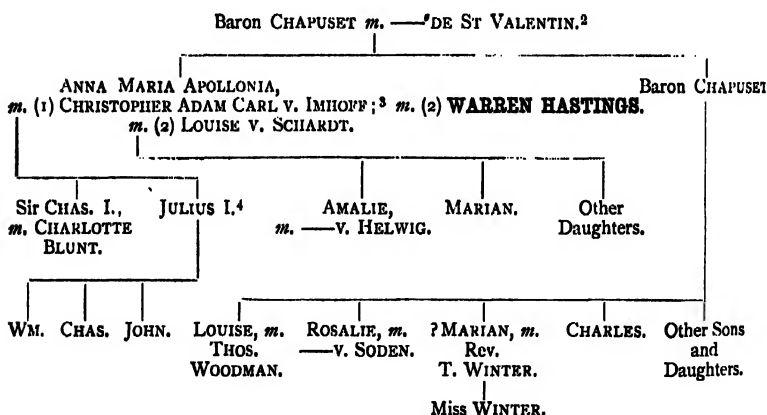 Baron CHAPUSET m. —— DE ST VALENTIN.²
ANNA MARIA APOLLONIA,
Baron CHAPUSET
m. (1) CHRISTOPHER ADAM CARL V. IMHOFF;³ m. (2) WARREN HASTINGS.
m. (2) LOUISE V. SCHARDT.
Sir CHAS. I.,
m. CHARLOTTE
BLUNT.
JULIUS I.⁴
AMALIE,
m. ——V. HELWIG.
MARIAN.
Other
Daughters.
WM.
CHAS.
JOHN.
LOUISE, m.
THOS.
WOODMAN.
ROSALIE, m.
——V. SODEN.
?MARIAN, m.
Rev.
T. WINTER.
Miss WINTER.
CHARLES.
Other Sons
and
Daughters.